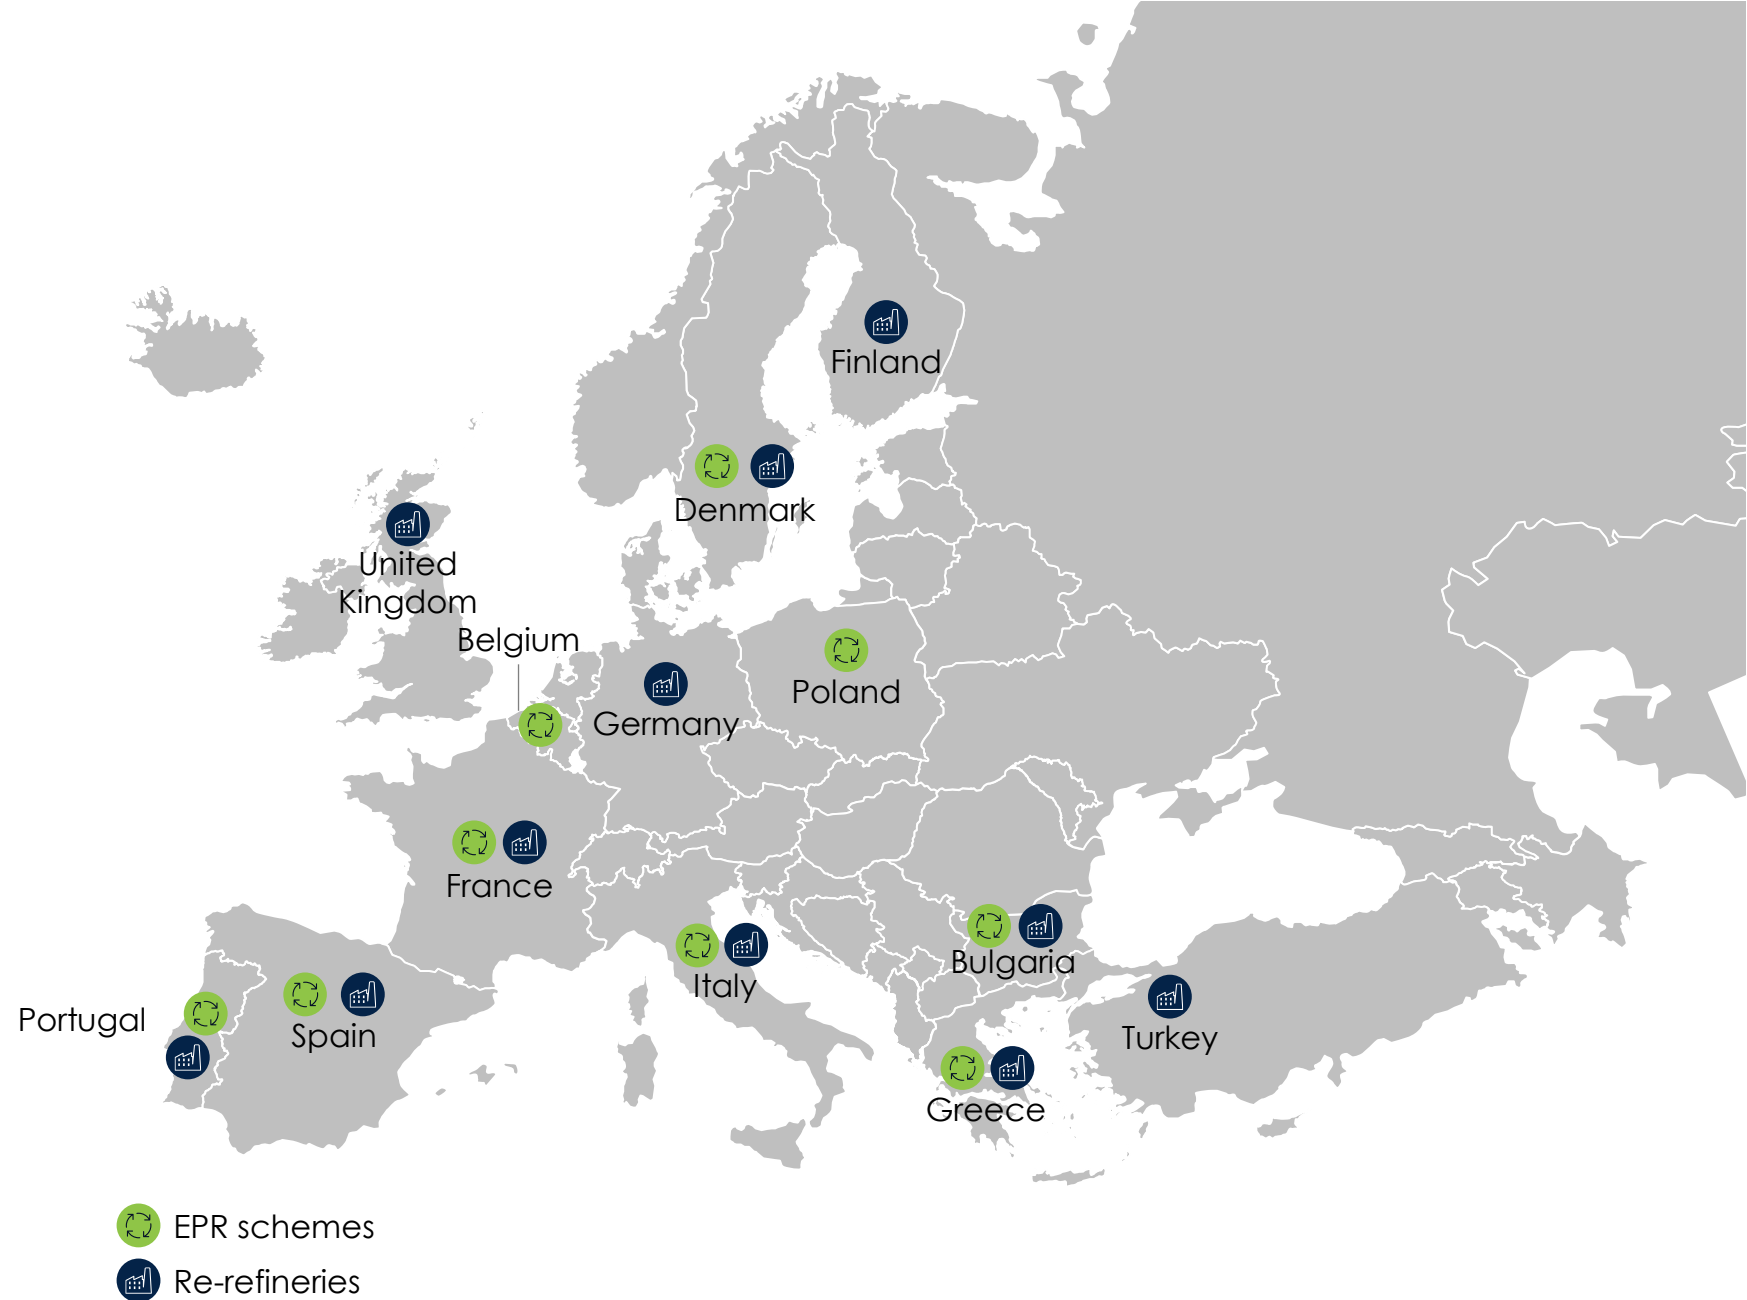 Finland
Denmark
United
Kingdom
Belgium
Poland
Germany
France
Bulgaria
Italy
Portugal
Spain
Turkey
Greece
EPR schemes
Re-refineries